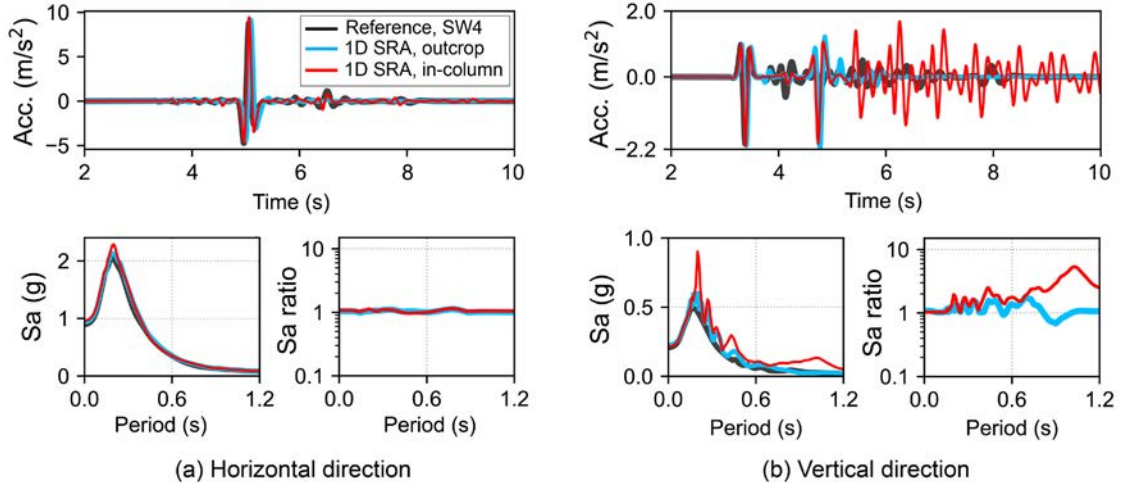 Acc. (m/s²)
10
5
0
−5
Reference, SW4
1D SRA, outcrop
1D SRA, in-column
2
4
6
8
10
Time (s)
Sa (g)
2
1
0
0.0
0.6
1.2
Period (s)
Sa ratio
10
1
0.1
0.0
0.6
1.2
Period (s)
(a) Horizontal direction
Acc. (m/s²)
2.0
0.0
−2.2
2
4
6
8
10
Time (s)
Sa (g)
1.0
0.5
0.0
0.0
0.6
1.2
Period (s)
Sa ratio
10
1
0.1
0.0
0.6
1.2
Period (s)
(b) Vertical direction